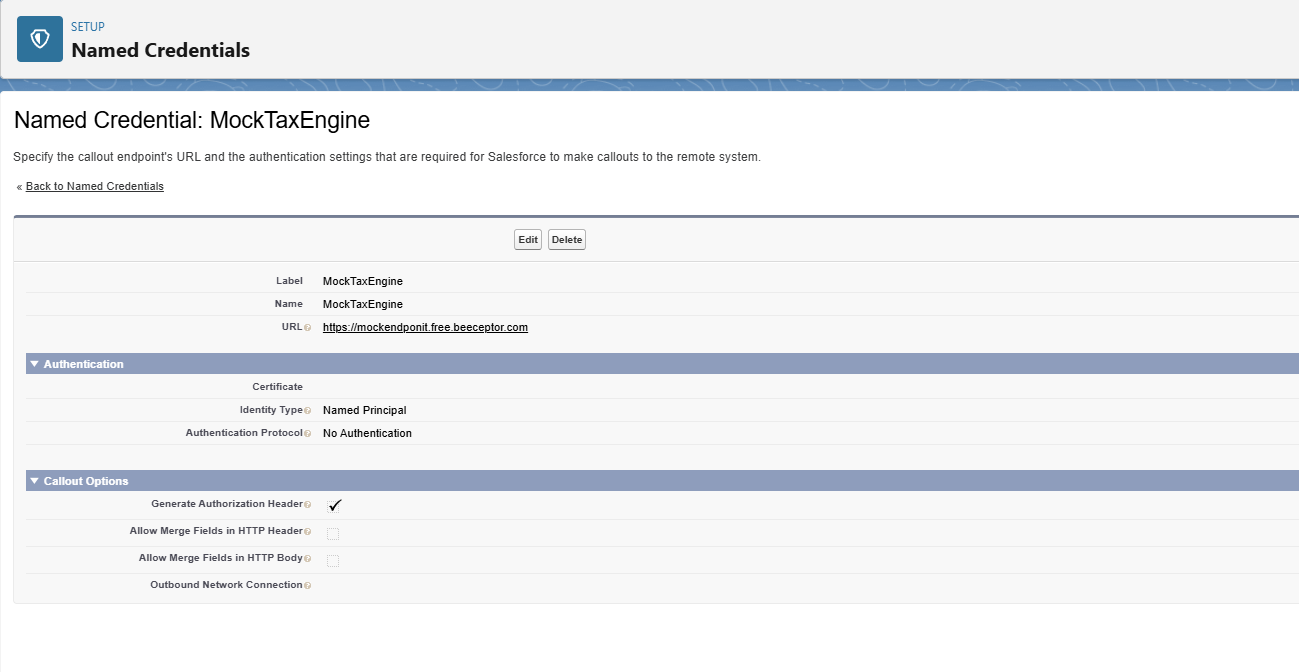 SETUP
Named Credentials
Named Credential: MockTaxEngine
Specify the callout endpoint's URL and the authentication settings that are required for Salesforce to make callouts to the remote system.
« Back to Named Credentials
Edit Delete
Label MockTaxEngine
Name MockTaxEngine
URL https://mockendponit.free.beeceptor.com
Authentication
Certificate
Identity Type Named Principal
Authentication Protocol No Authentication
Callout Options
Generate Authorization Header
Allow Merge Fields in HTTP Header
Allow Merge Fields in HTTP Body
Outbound Network Connection